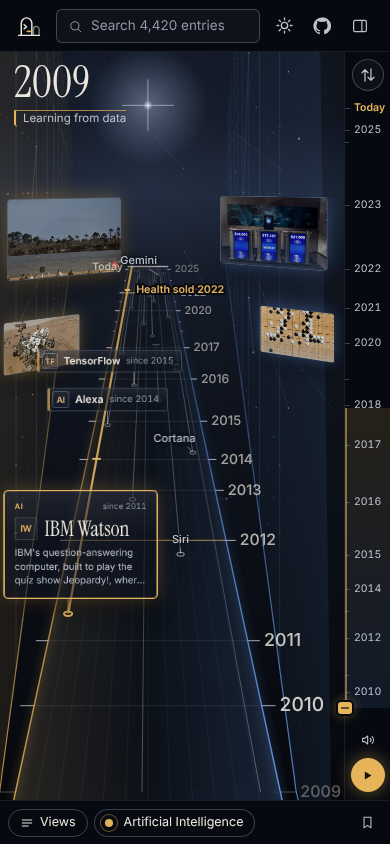 Search 4,420 entries
2009
Learning from data
Today
2025
2023
2022
2021
2020
2018
2017
2016
2015
2014
2012
2010
Gemini
Today
2025
Health sold 2022
2020
2017
TF TensorFlow since 2015
2016
AI Alexa since 2014
2015
Cortana
2014
2013
AI since 2011
IW IBM Watson
IBM's question-answering
computer, built to play the
quiz show Jeopardy!, wher...
Siri
2012
2011
2010
2009
Views
Artificial Intelligence